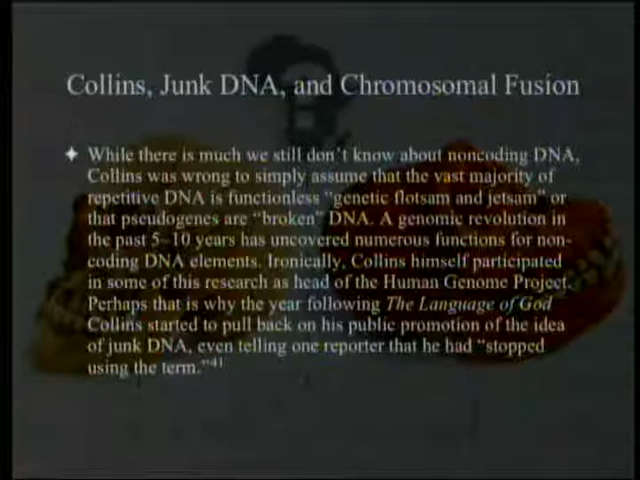 Collins, Junk DNA, and Chromosomal Fusion
✦ While there is much we still don't know about noncoding DNA,
Collins was wrong to simply assume that the vast majority of
repetitive DNA is functionless "genetic flotsam and jetsam" or
that pseudogenes are "broken" DNA. A genomic revolution in
the past 5–10 years has uncovered numerous functions for non-
coding DNA elements. Ironically, Collins himself participated
in some of this research as head of the Human Genome Project.
Perhaps that is why the year following The Language of God
Collins started to pull back on his public promotion of the idea
of junk DNA, even telling one reporter that he had "stopped
using the term."41